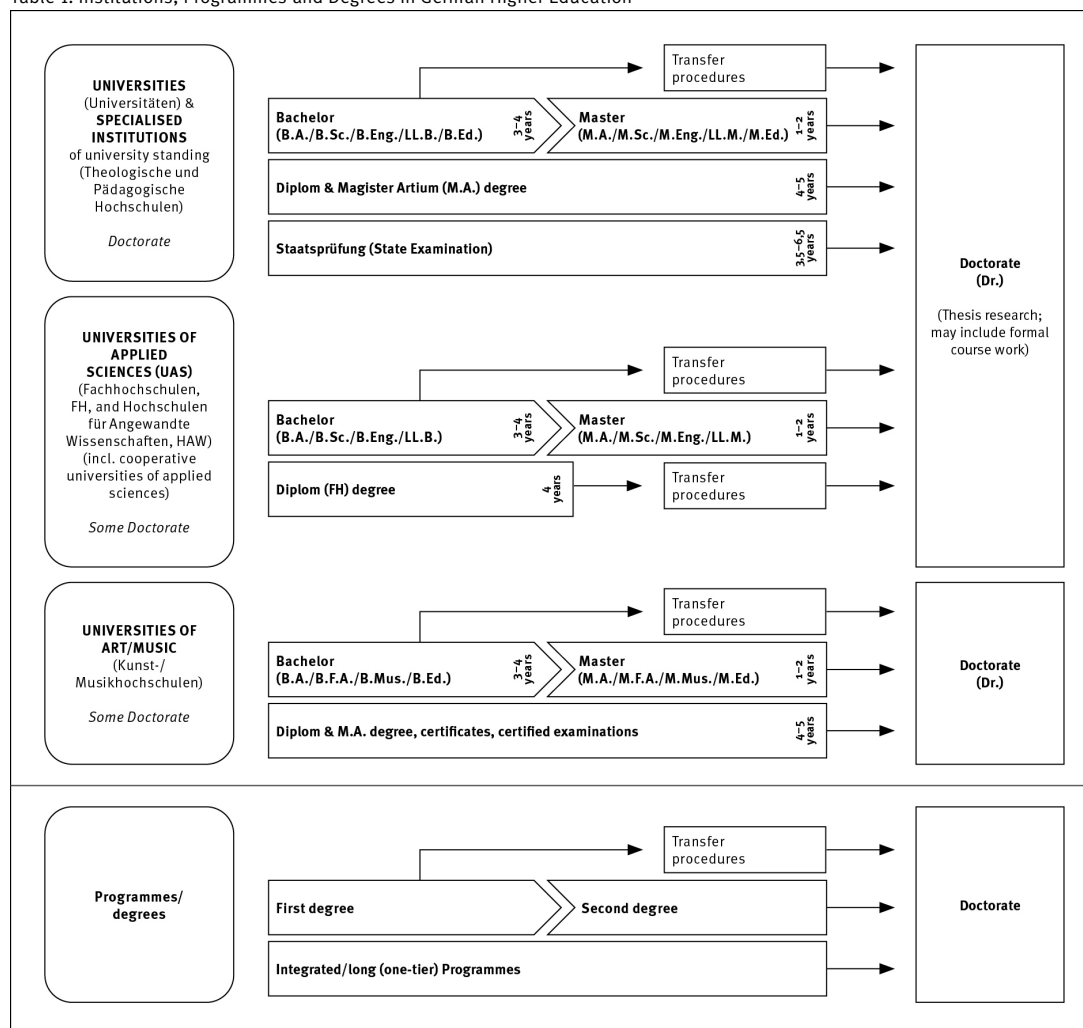 Table 1: Institutions, Programmes and Degrees in German Higher Education
UNIVERSITIES
(Universitäten) &
SPECIALISED
INSTITUTIONS
of university standing
(Theologische und
Pädagogische
Hochschulen)
Doctorate
Transfer
procedures
Bachelor
(B.A./B.Sc./B.Eng./LL.B./B.Ed.)
3–4
years
Master
(M.A./M.Sc./M.Eng./LL.M./M.Ed.)
1–2
years
Diplom & Magister Artium (M.A.) degree
4–5
years
Staatsprüfung (State Examination)
3,5–6,5
years
Doctorate
(Dr.)
(Thesis research;
may include formal
course work)
UNIVERSITIES OF
APPLIED
SCIENCES (UAS)
(Fachhochschulen,
FH, and Hochschulen
für Angewandte
Wissenschaften, HAW)
(incl. cooperative
universities of applied
sciences)
Some Doctorate
Transfer
procedures
Bachelor
(B.A./B.Sc./B.Eng./LL.B.)
3–4
years
Master
(M.A./M.Sc./M.Eng./LL.M.)
1–2
years
Diplom (FH) degree
4
years
Transfer
procedures
UNIVERSITIES OF
ART/MUSIC
(Kunst-/
Musikhochschulen)
Some Doctorate
Transfer
procedures
Bachelor
(B.A./B.F.A./B.Mus./B.Ed.)
3–4
years
Master
(M.A./M.F.A./M.Mus./M.Ed.)
1–2
years
Diplom & M.A. degree, certificates, certified examinations
4–5
years
Doctorate
(Dr.)
Programmes/
degrees
Transfer
procedures
First degree
Second degree
Integrated/long (one-tier) Programmes
Doctorate